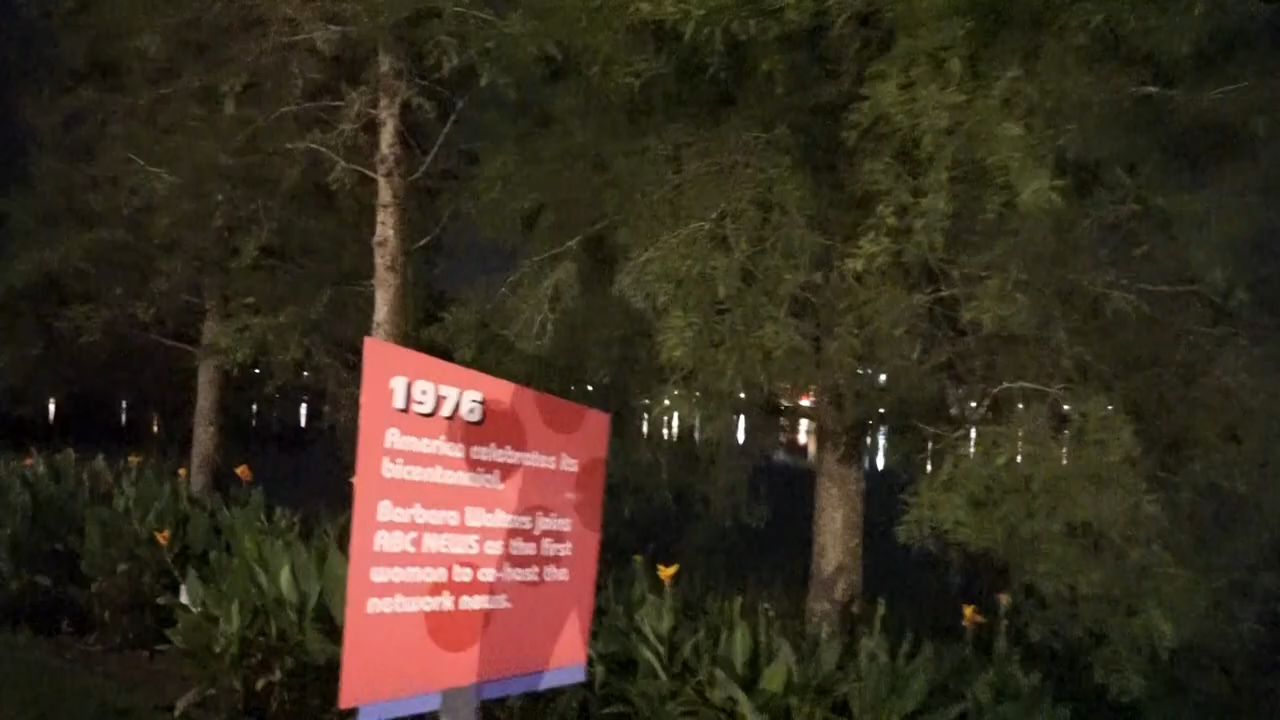 1976
America celebrates its
bicentennial.
Barbara Walters joins
ABC NEWS as the first
woman to co-host the
network news.